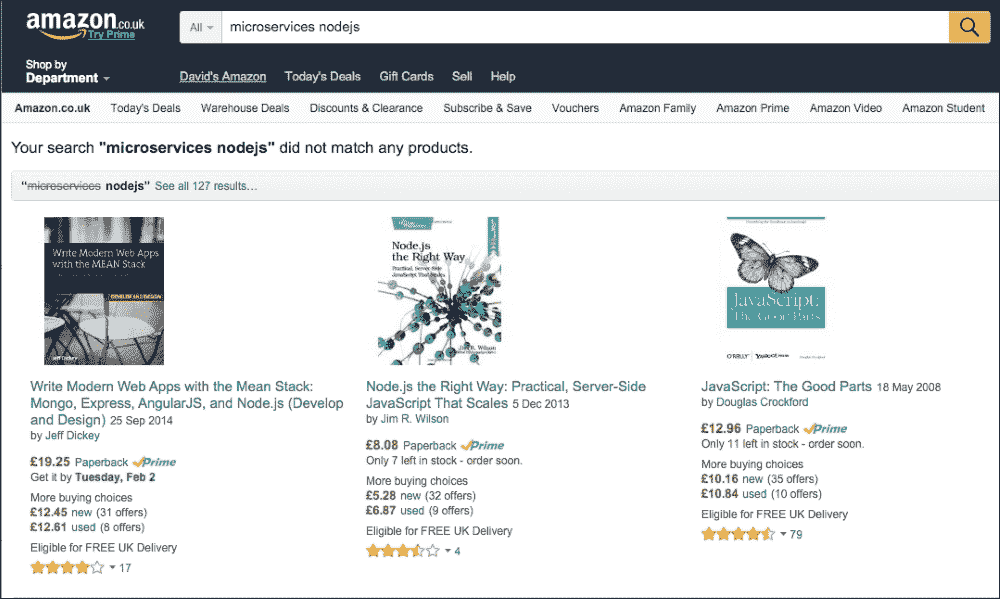 amazon.co.uk
Try Prime
All
microservices nodejs
Shop by
Department
David's Amazon Today's Deals Gift Cards Sell Help
Amazon.co.uk Today's Deals Warehouse Deals Discounts & Clearance Subscribe & Save Vouchers Amazon Family Amazon Prime Amazon Video Amazon Student
Your search "microservices nodejs" did not match any products.
"microservices nodejs" See all 127 results...
Write Modern Web Apps
with the MEAN Stack
DEVELOP AND DESIGN
Jeff Dickey
Write Modern Web Apps with the Mean Stack:
Mongo, Express, AngularJS, and Node.js (Develop
and Design) 25 Sep 2014
by Jeff Dickey
£19.25 Paperback Prime
Get it by Tuesday, Feb 2
More buying choices
£12.45 new (31 offers)
£12.61 used (8 offers)
Eligible for FREE UK Delivery
17
Node.js
the Right Way
Practical, Server-Side
JavaScript That Scales
Jim R. Wilson
Node.js the Right Way: Practical, Server-Side
JavaScript That Scales 5 Dec 2013
by Jim R. Wilson
£8.08 Paperback Prime
Only 7 left in stock - order soon.
More buying choices
£5.28 new (32 offers)
£6.87 used (9 offers)
Eligible for FREE UK Delivery
4
JavaScript:
The Good Parts
O'REILLY
YAHOO! PRESS
JavaScript: The Good Parts 18 May 2008
by Douglas Crockford
£12.96 Paperback Prime
Only 11 left in stock - order soon.
More buying choices
£10.16 new (35 offers)
£10.84 used (10 offers)
Eligible for FREE UK Delivery
79